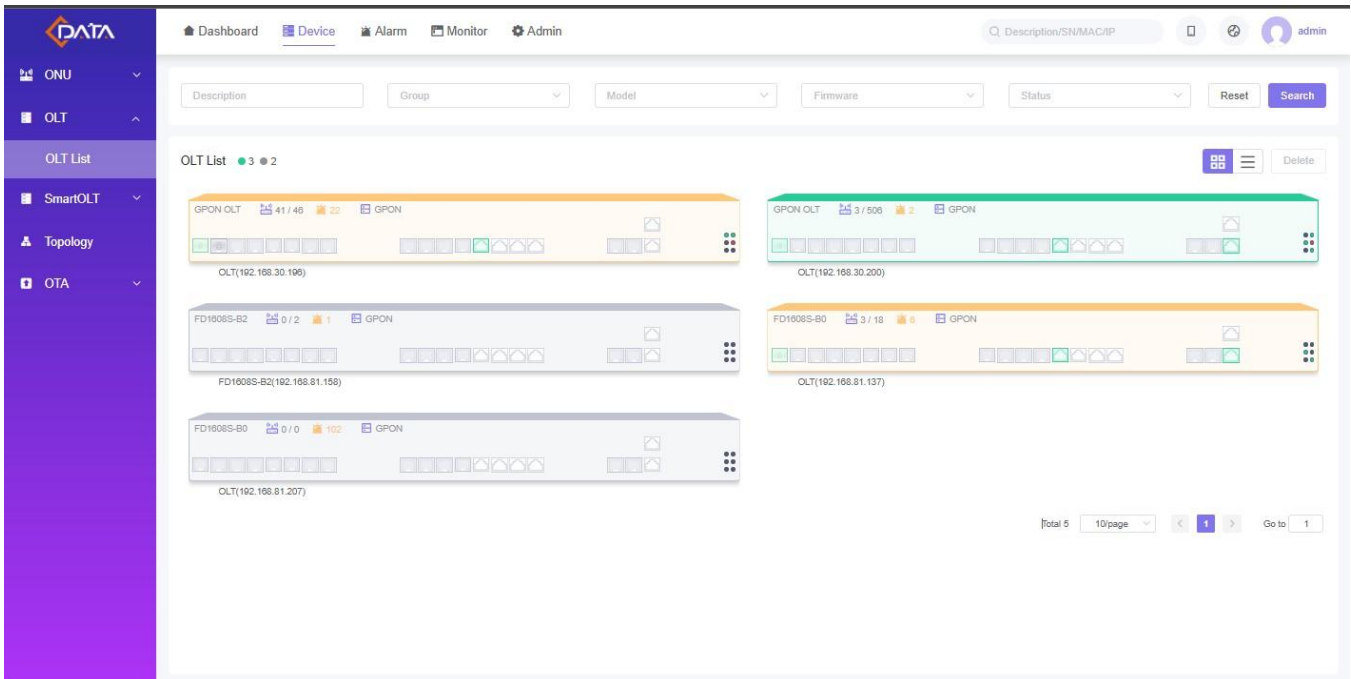 DATA
Dashboard Device Alarm Monitor Admin
Description/SN/MAC/IP
admin
ONU
OLT
OLT List
SmartOLT
Topology
OTA
Description Group Model Firmware Status Reset Search
OLT List 3 2
Delete
GPON OLT 41 / 46 22 GPON
OLT(192.168.30.196)
GPON OLT 3 / 506 2 GPON
OLT(192.168.30.200)
FD1608S-B2 0 / 2 1 GPON
FD1608S-B2(192.168.81.158)
FD1608S-B0 3 / 18 6 GPON
OLT(192.168.81.137)
FD1608S-B0 0 / 0 102 GPON
OLT(192.168.81.207)
Total 5 10/page 1 Go to 1